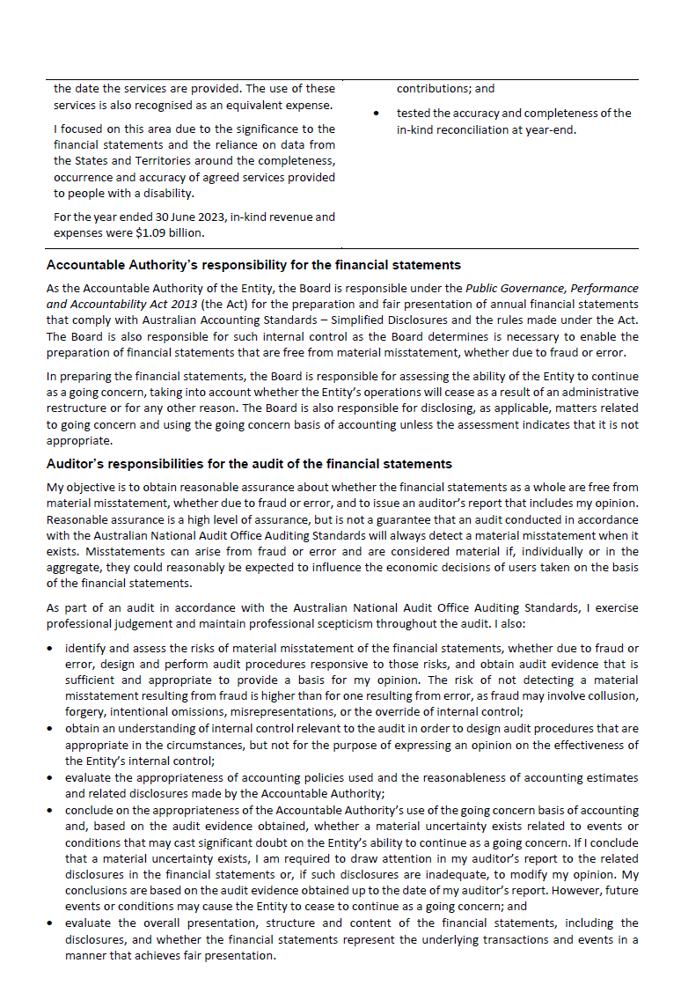 the date the services are provided. The use of these
services is also recognised as an equivalent expense.
I focused on this area due to the significance to the
financial statements and the reliance on data from
the States and Territories around the completeness,
occurrence and accuracy of agreed services provided
to people with a disability.
For the year ended 30 June 2023, in-kind revenue and
expenses were $1.09 billion.
contributions; and
• tested the accuracy and completeness of the
in-kind reconciliation at year-end.
Accountable Authority's responsibility for the financial statements
As the Accountable Authority of the Entity, the Board is responsible under the Public Governance, Performance
and Accountability Act 2013 (the Act) for the preparation and fair presentation of annual financial statements
that comply with Australian Accounting Standards – Simplified Disclosures and the rules made under the Act.
The Board is also responsible for such internal control as the Board determines is necessary to enable the
preparation of financial statements that are free from material misstatement, whether due to fraud or error.
In preparing the financial statements, the Board is responsible for assessing the ability of the Entity to continue
as a going concern, taking into account whether the Entity's operations will cease as a result of an administrative
restructure or for any other reason. The Board is also responsible for disclosing, as applicable, matters related
to going concern and using the going concern basis of accounting unless the assessment indicates that it is not
appropriate.
Auditor's responsibilities for the audit of the financial statements
My objective is to obtain reasonable assurance about whether the financial statements as a whole are free from
material misstatement, whether due to fraud or error, and to issue an auditor's report that includes my opinion.
Reasonable assurance is a high level of assurance, but is not a guarantee that an audit conducted in accordance
with the Australian National Audit Office Auditing Standards will always detect a material misstatement when it
exists. Misstatements can arise from fraud or error and are considered material if, individually or in the
aggregate, they could reasonably be expected to influence the economic decisions of users taken on the basis
of the financial statements.
As part of an audit in accordance with the Australian National Audit Office Auditing Standards, I exercise
professional judgement and maintain professional scepticism throughout the audit. I also:
• identify and assess the risks of material misstatement of the financial statements, whether due to fraud or
error, design and perform audit procedures responsive to those risks, and obtain audit evidence that is
sufficient and appropriate to provide a basis for my opinion. The risk of not detecting a material
misstatement resulting from fraud is higher than for one resulting from error, as fraud may involve collusion,
forgery, intentional omissions, misrepresentations, or the override of internal control;
• obtain an understanding of internal control relevant to the audit in order to design audit procedures that are
appropriate in the circumstances, but not for the purpose of expressing an opinion on the effectiveness of
the Entity's internal control;
• evaluate the appropriateness of accounting policies used and the reasonableness of accounting estimates
and related disclosures made by the Accountable Authority;
• conclude on the appropriateness of the Accountable Authority's use of the going concern basis of accounting
and, based on the audit evidence obtained, whether a material uncertainty exists related to events or
conditions that may cast significant doubt on the Entity's ability to continue as a going concern. If I conclude
that a material uncertainty exists, I am required to draw attention in my auditor's report to the related
disclosures in the financial statements or, if such disclosures are inadequate, to modify my opinion. My
conclusions are based on the audit evidence obtained up to the date of my auditor's report. However, future
events or conditions may cause the Entity to cease to continue as a going concern; and
• evaluate the overall presentation, structure and content of the financial statements, including the
disclosures, and whether the financial statements represent the underlying transactions and events in a
manner that achieves fair presentation.